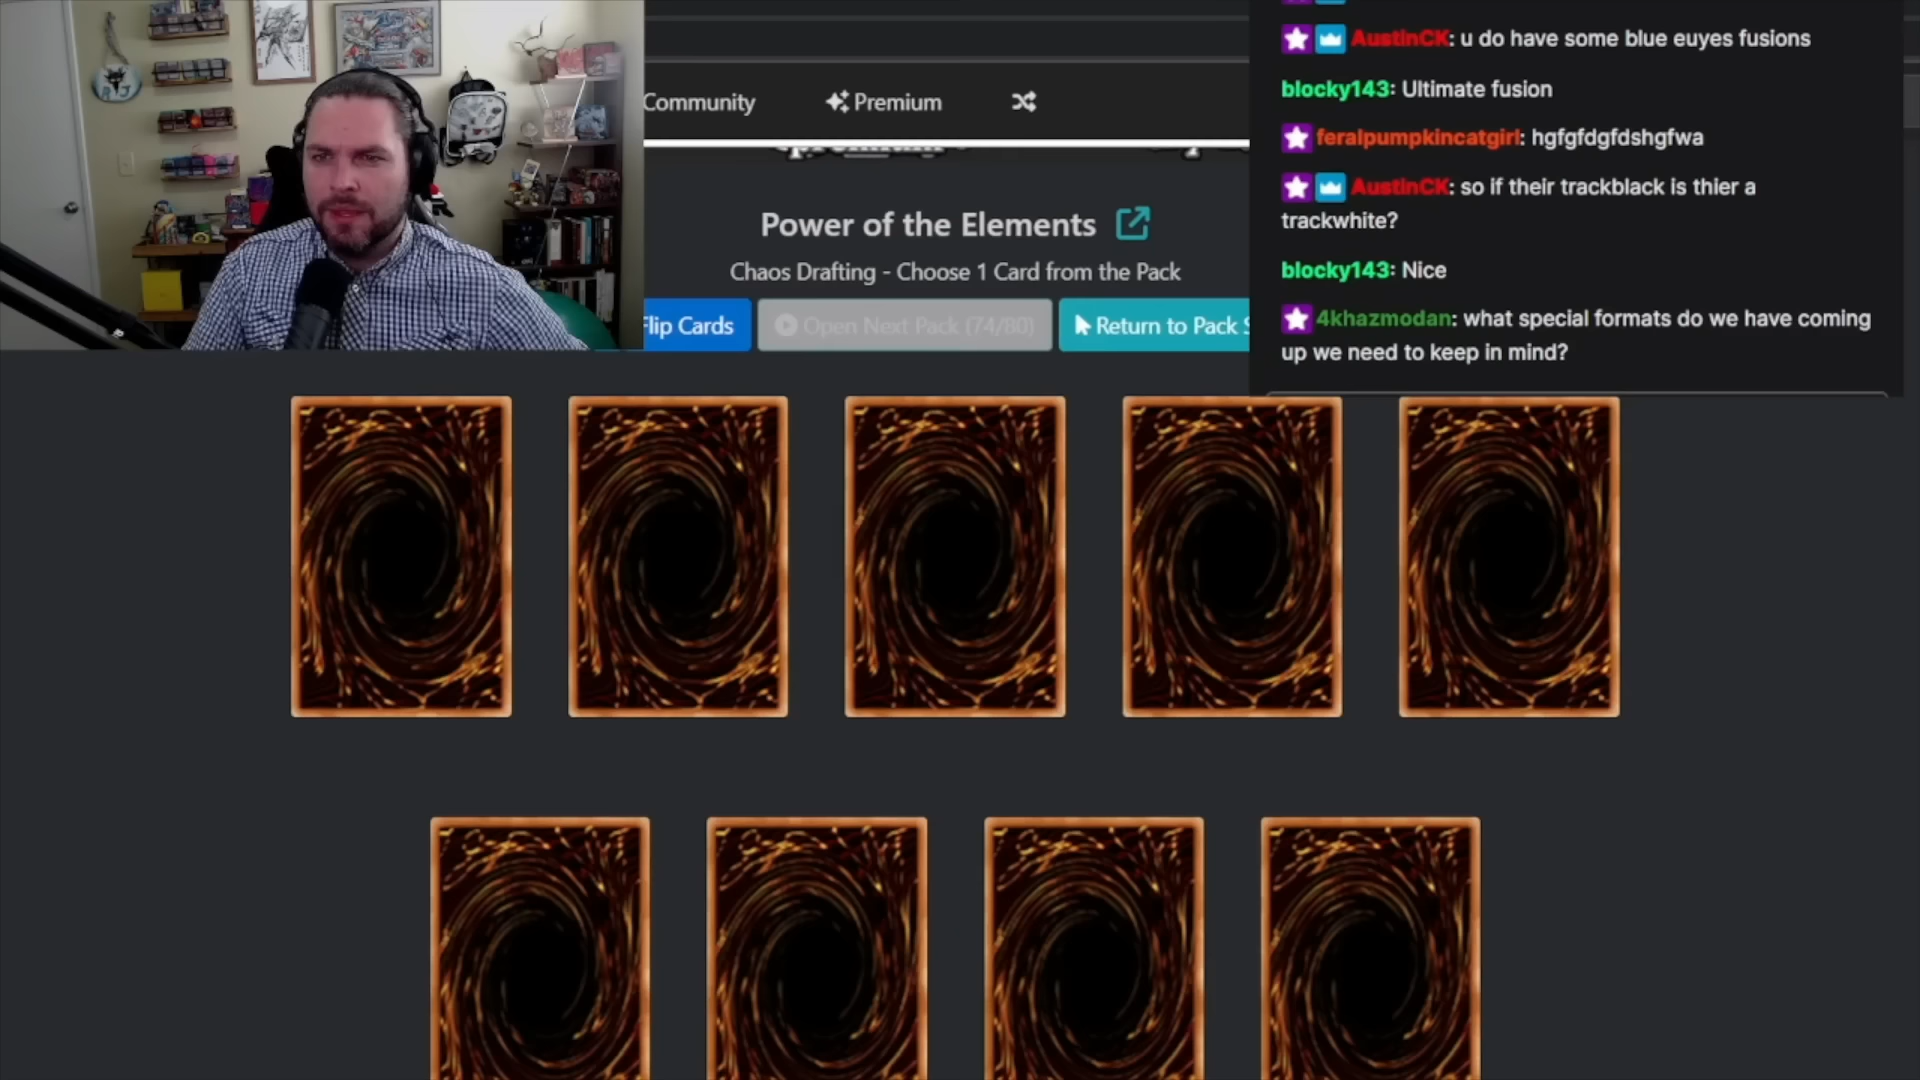 Community
Premium
Power of the Elements
Chaos Drafting - Choose 1 Card from the Pack
Flip Cards
Open Next Pack (74/80)
Return to Pack S
AustinCK: u do have some blue euyes fusions
blocky143: Ultimate fusion
feralpumpkincatgirl: hgfgfdgfdshgfwa
AustinCK: so if their trackblack is thier a
trackwhite?
blocky143: Nice
4khazmodan: what special formats do we have coming
up we need to keep in mind?